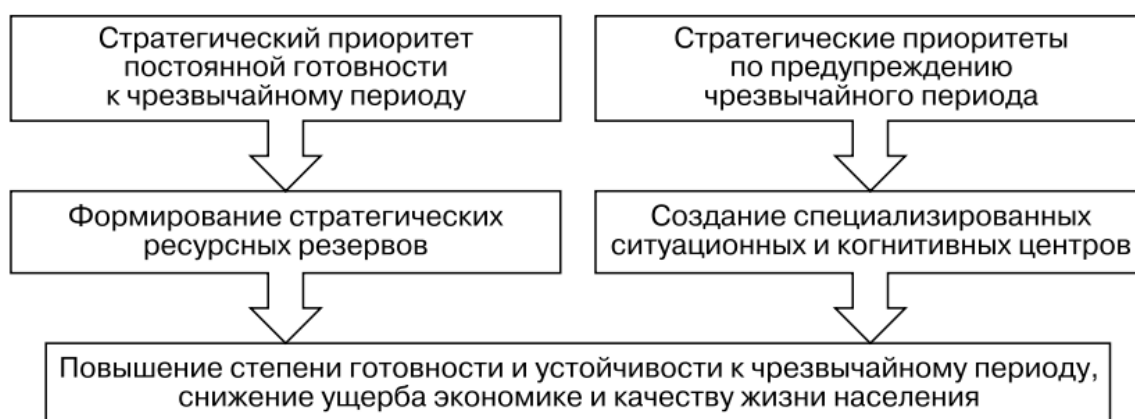 Стратегический приоритет
постоянной готовности
к чрезвычайному периоду
Стратегические приоритеты
по предупреждению
чрезвычайного периода
Формирование стратегических
ресурсных резервов
Создание специализированных
ситуационных и когнитивных центров
Повышение степени готовности и устойчивости к чрезвычайному периоду,
снижение ущерба экономике и качеству жизни населения